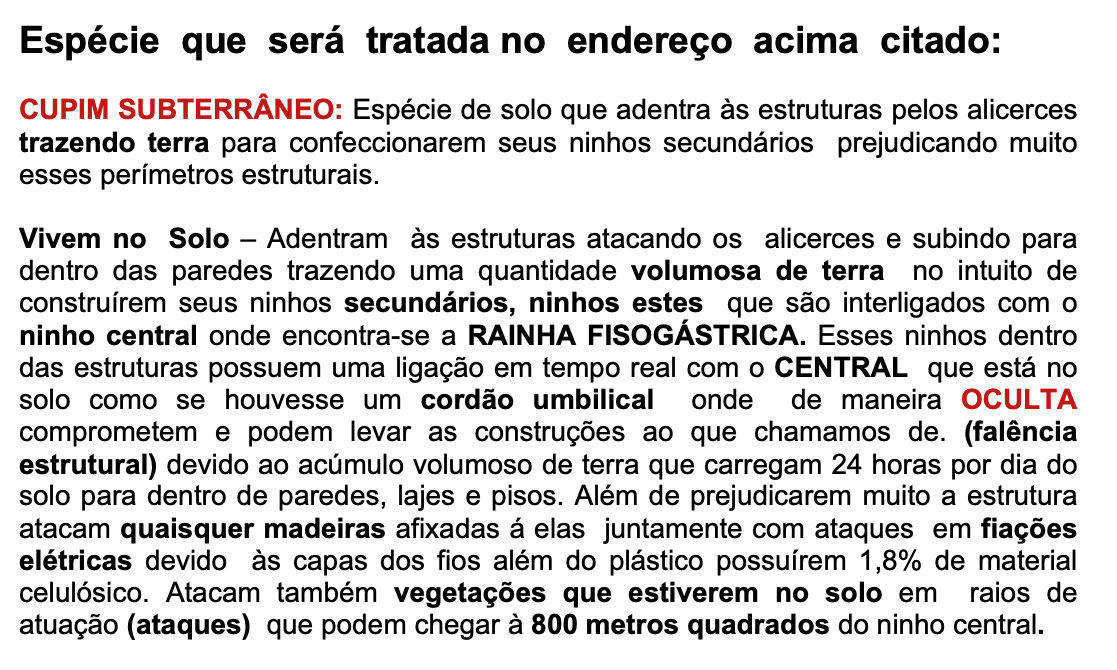 Espécie que será tratada no endereço acima citado:
CUPIM SUBTERRÂNEO: Espécie de solo que adentra às estruturas pelos alicerces
trazendo terra para confeccionarem seus ninhos secundários prejudicando muito
esses perímetros estruturais.
Vivem no Solo – Adentram às estruturas atacando os alicerces e subindo para
dentro das paredes trazendo uma quantidade volumosa de terra no intuito de
construírem seus ninhos secundários, ninhos estes que são interligados com o
ninho central onde encontra-se a RAINHA FISOGÁSTRICA. Esses ninhos dentro
das estruturas possuem uma ligação em tempo real com o CENTRAL que está no
solo como se houvesse um cordão umbilical onde de maneira OCULTA
comprometem e podem levar as construções ao que chamamos de. (falência
estrutural) devido ao acúmulo volumoso de terra que carregam 24 horas por dia do
solo para dentro de paredes, lajes e pisos. Além de prejudicarem muito a estrutura
atacam quaisquer madeiras afixadas á elas juntamente com ataques em fiações
elétricas devido às capas dos fios além do plástico possuírem 1,8% de material
celulósico. Atacam também vegetações que estiverem no solo em raios de
atuação (ataques) que podem chegar à 800 metros quadrados do ninho central.